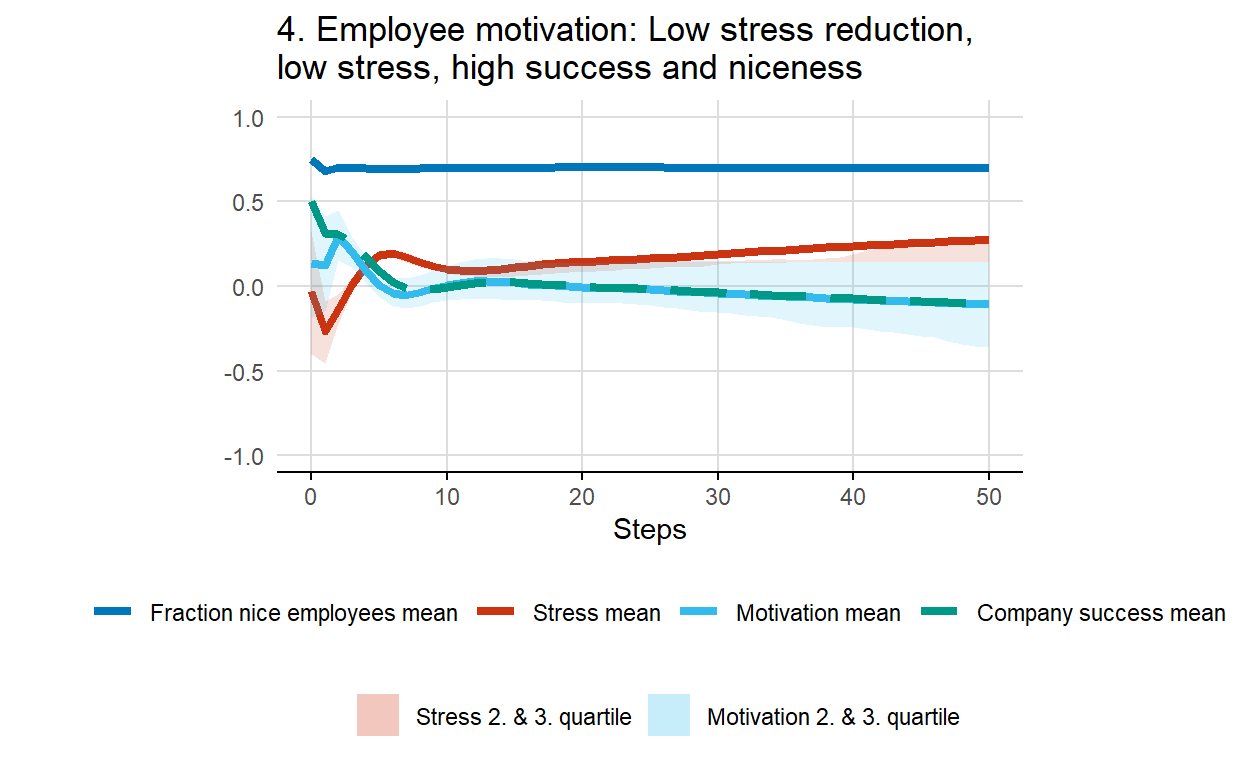 4. Employee motivation: Low stress reduction,
low stress, high success and niceness
1.0
0.5
0.0
-0.5
-1.0
0 10 20 30 40 50
Steps
Fraction nice employees mean Stress mean Motivation mean Company success mean
Stress 2. & 3. quartile Motivation 2. & 3. quartile